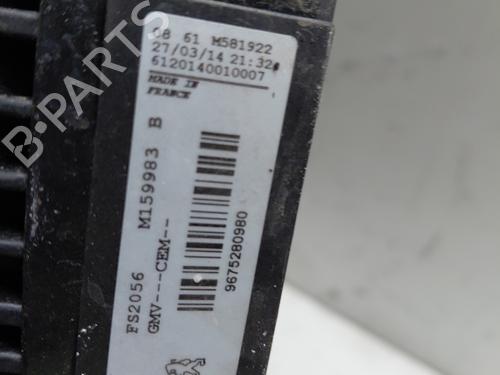 08 61 M581922
27/03/14 21:32
6120140010007
MADE IN
FRANCE
FS2056 M159983 B
GMV---CEM--
9675280980
B-Parts